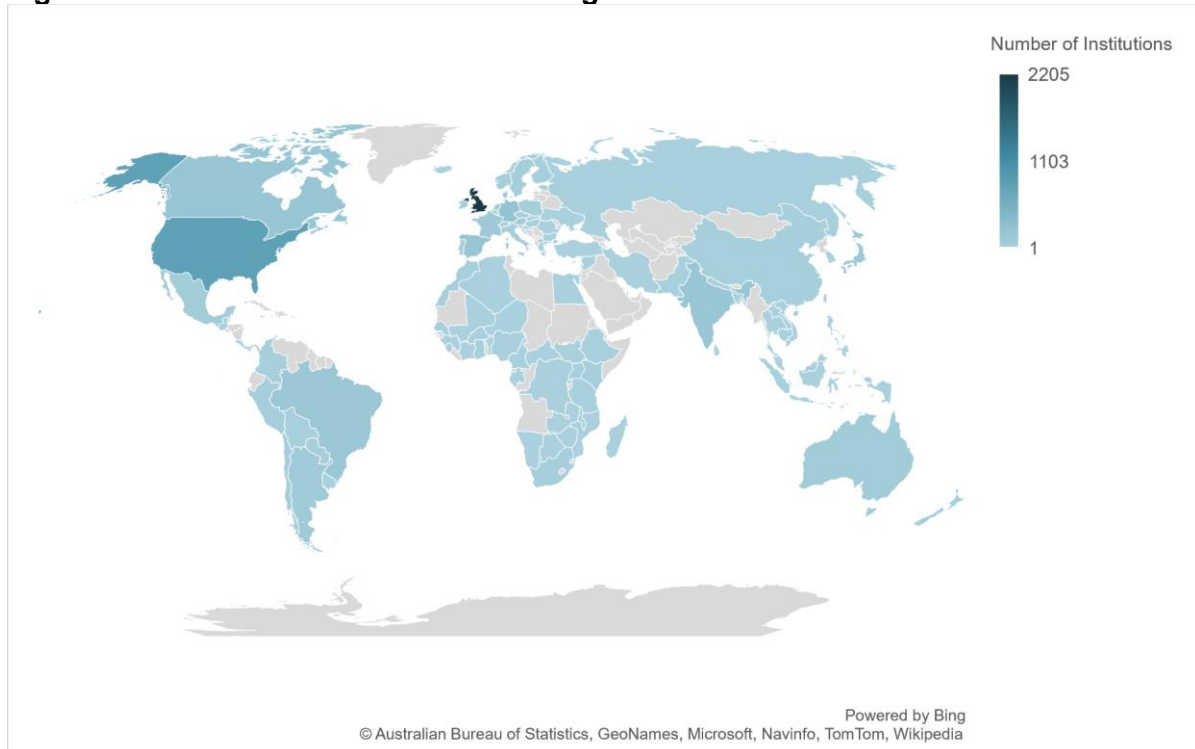 Number of Institutions
2205
1103
1
Powered by Bing
© Australian Bureau of Statistics, GeoNames, Microsoft, Navinfo, TomTom, Wikipedia